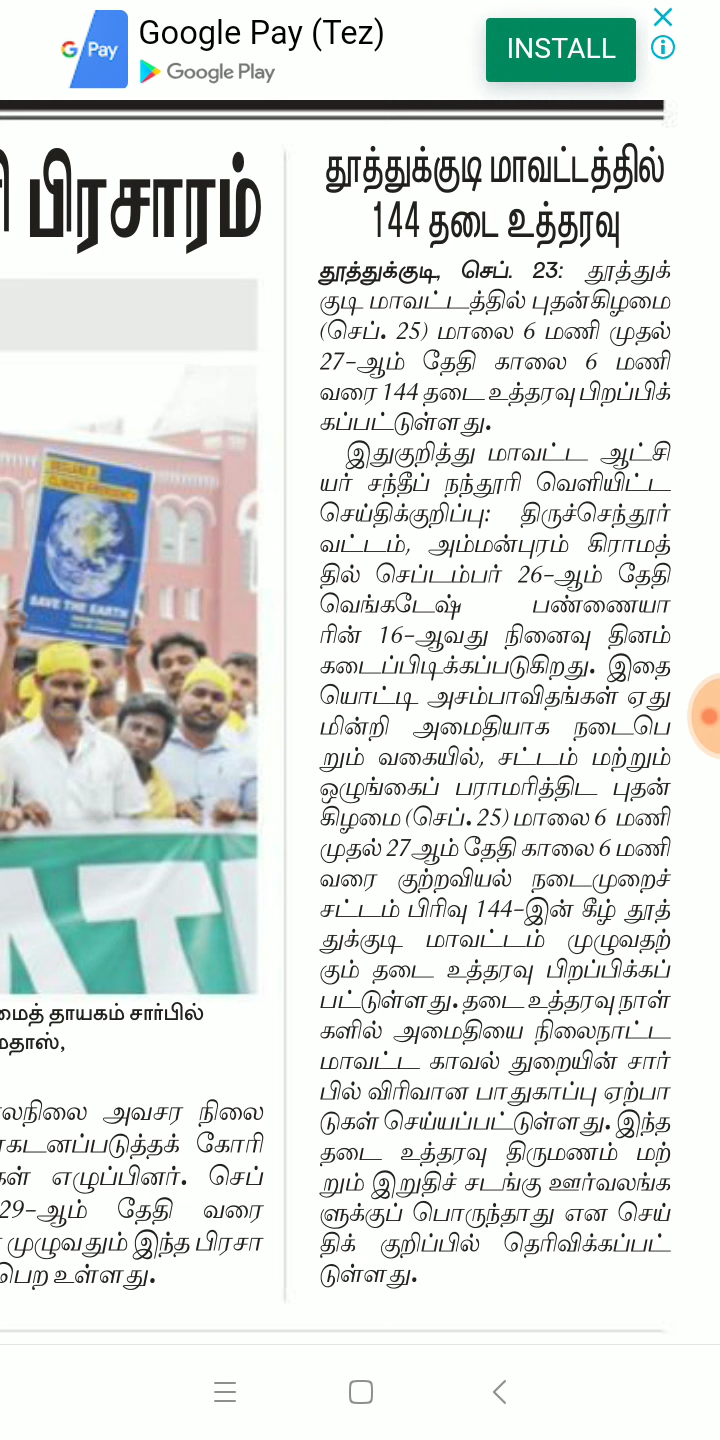 Google Pay (Tez)
G Pay
Google Play
INSTALL
பிரசாரம்
DECLARE A
CLIMATE EMERGENCY
SAVE THE EARTH
மைத் தாயகம் சார்பில்
மதாஸ்,
லநிலை அவசர நிலை
கடனப்படுத்தக் கோரி
கள் எழுப்பினர். செப்
29-ஆம் தேதி வரை
முழுவதும் இந்த பிரசா
பெற உள்ளது.
தூத்துக்குடி மாவட்டத்தில்
144 தடை உத்தரவு
தூத்துக்குடி, செப். 23: தூத்துக்
குடி மாவட்டத்தில் புதன்கிழமை
(செப். 25) மாலை 6 மணி முதல்
27-ஆம் தேதி காலை 6 மணி
வரை 144 தடை உத்தரவு பிறப்பிக்
கப்பட்டுள்ளது.
இதுகுறித்து மாவட்ட ஆட்சி
யர் சந்தீப் நந்தூரி வெளியிட்ட
செய்திக்குறிப்பு: திருச்செந்தூர்
வட்டம், அம்மன்புரம் கிராமத்
தில் செப்டம்பர் 26-ஆம் தேதி
வெங்கடேஷ் பண்ணையா
ரின் 16-ஆவது நினைவு தினம்
கடைப்பிடிக்கப்படுகிறது. இதை
யொட்டி அசம்பாவிதங்கள் ஏது
மின்றி அமைதியாக நடைபெ
றும் வகையில், சட்டம் மற்றும்
ஒழுங்கைப் பராமரித்திட புதன்
கிழமை (செப். 25) மாலை 6 மணி
முதல் 27ஆம் தேதி காலை 6 மணி
வரை குற்றவியல் நடைமுறைச்
சட்டம் பிரிவு 144-இன் கீழ் தூத்
துக்குடி மாவட்டம் முழுவதற்
கும் தடை உத்தரவு பிறப்பிக்கப்
பட்டுள்ளது. தடை உத்தரவு நாள்
களில் அமைதியை நிலைநாட்ட
மாவட்ட காவல் துறையின் சார்
பில் விரிவான பாதுகாப்பு ஏற்பா
டுகள் செய்யப்பட்டுள்ளது. இந்த
தடை உத்தரவு திருமணம் மற்
றும் இறுதிச் சடங்கு ஊர்வலங்க
ளுக்குப் பொருந்தாது என செய்
திக் குறிப்பில் தெரிவிக்கப்பட்
டுள்ளது.